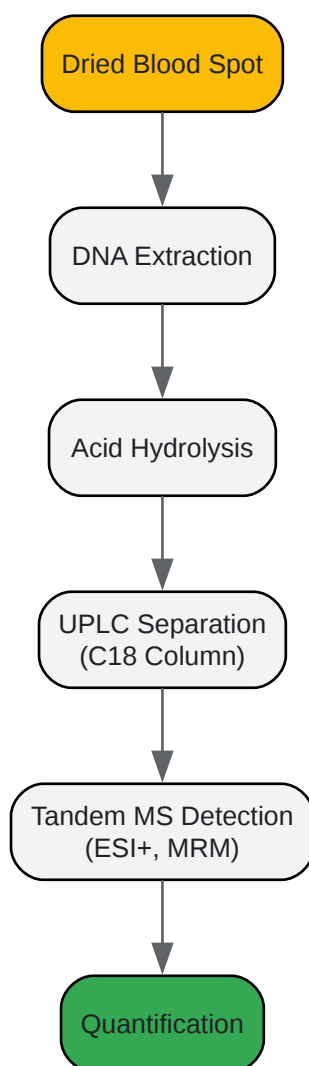 Dried Blood Spot
DNA Extraction
Acid Hydrolysis
UPLC Separation
(C18 Column)
Tandem MS Detection
(ESI+, MRM)
Quantification